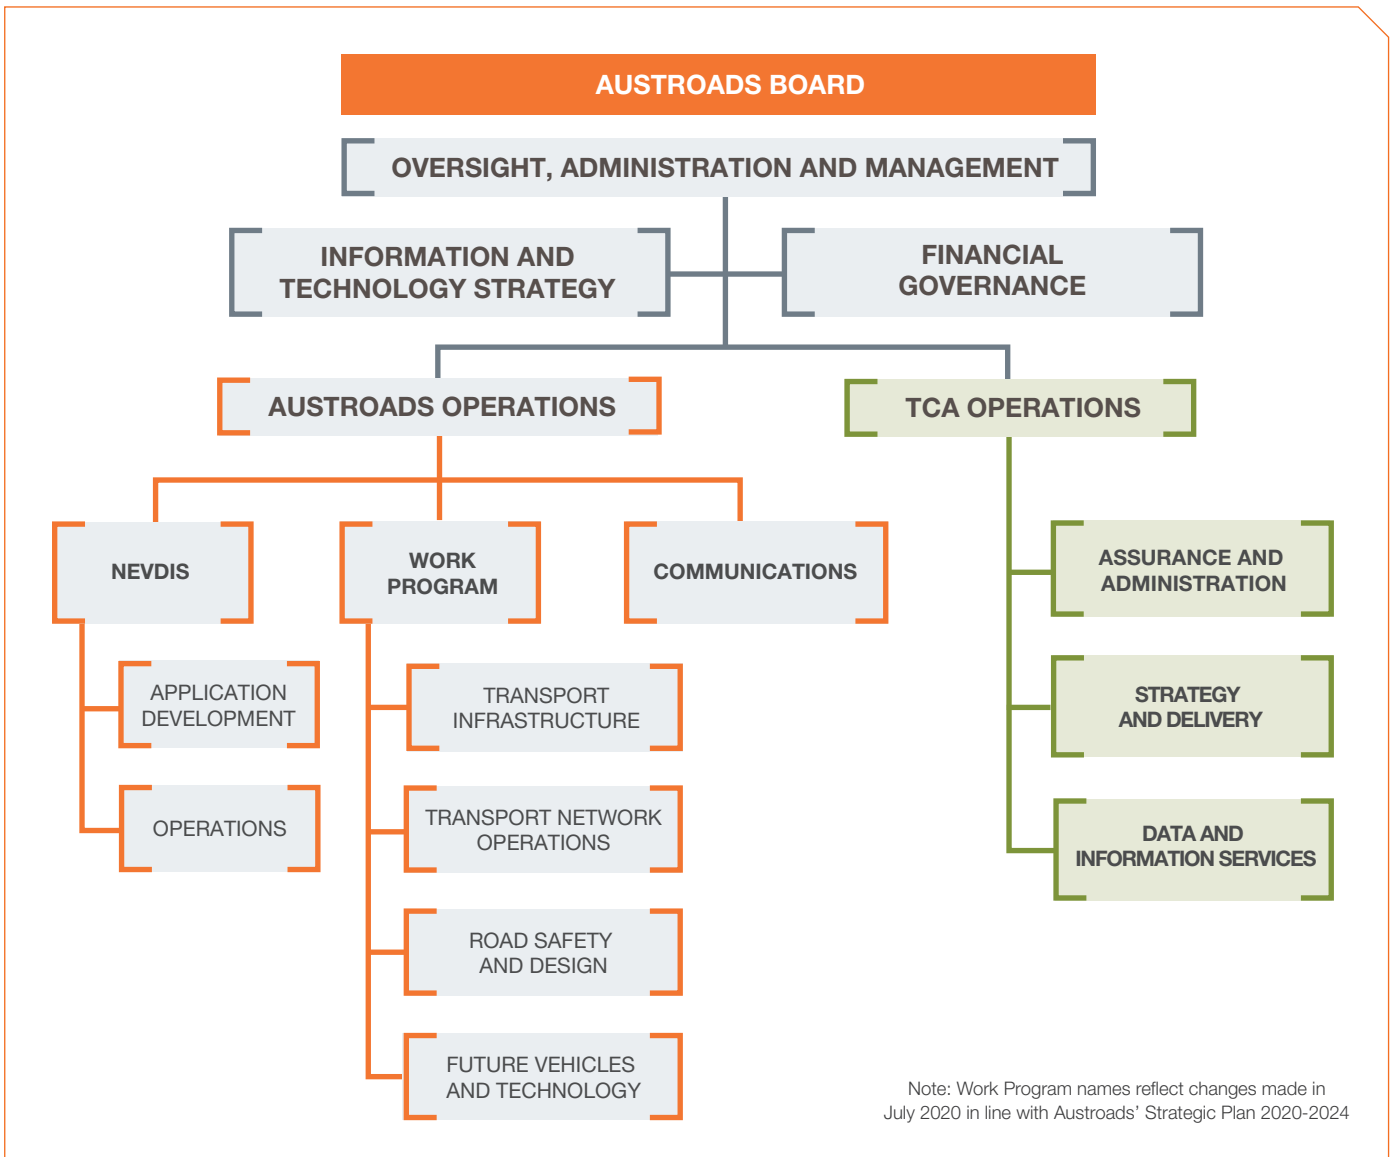 AUSTROADS BOARD
OVERSIGHT, ADMINISTRATION AND MANAGEMENT
INFORMATION AND
TECHNOLOGY STRATEGY
FINANCIAL
GOVERNANCE
AUSTROADS OPERATIONS
TCA OPERATIONS
NEVDIS
WORK
PROGRAM
COMMUNICATIONS
APPLICATION
DEVELOPMENT
OPERATIONS
TRANSPORT
INFRASTRUCTURE
TRANSPORT NETWORK
OPERATIONS
ROAD SAFETY
AND DESIGN
FUTURE VEHICLES
AND TECHNOLOGY
ASSURANCE AND
ADMINISTRATION
STRATEGY
AND DELIVERY
DATA AND
INFORMATION SERVICES
Note: Work Program names reflect changes made in
July 2020 in line with Austroads’ Strategic Plan 2020-2024